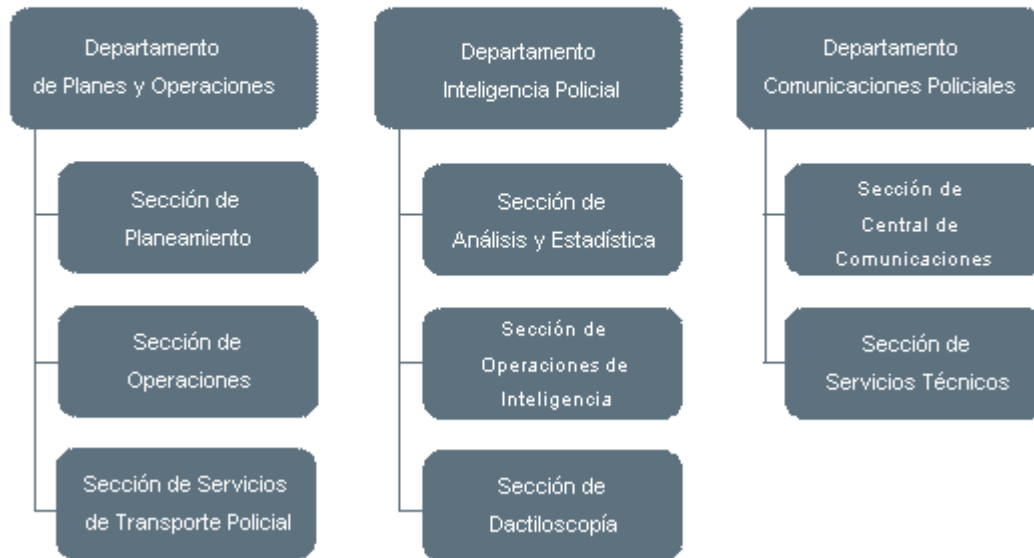 Departamento
de Planes y Operaciones
Sección de
Planeamiento
Sección de
Operaciones
Sección de Servicios
de Transporte Policial
Departamento
Inteligencia Policial
Sección de
Análisis y Estadística
Sección de
Operaciones de
Inteligencia
Sección de
Dactiloscopía
Departamento
Comunicaciones Policiales
Sección de
Central de
Comunicaciones
Sección de
Servicios Técnicos